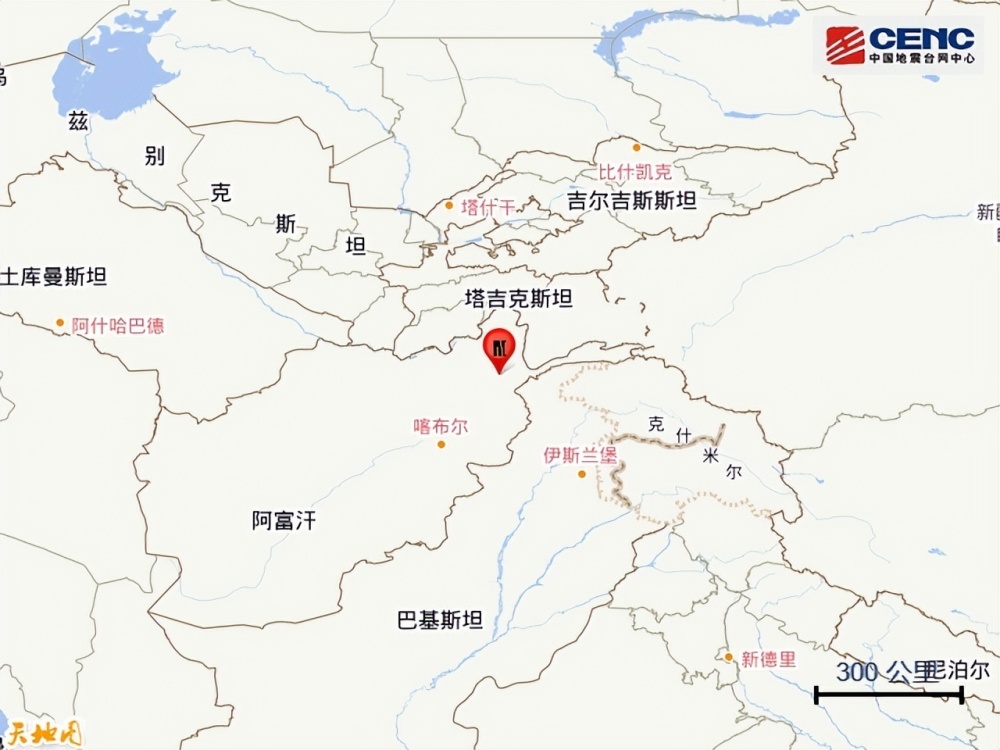 CENC
中国地震台网中心
兹
别
克
斯
坦
比什凯克
吉尔吉斯斯坦
塔什干
土库曼斯坦
阿什哈巴德
塔吉克斯坦
喀布尔
伊斯兰堡
克
什
米
尔
阿富汗
巴基斯坦
新德里
300 公里
尼泊尔
天地图